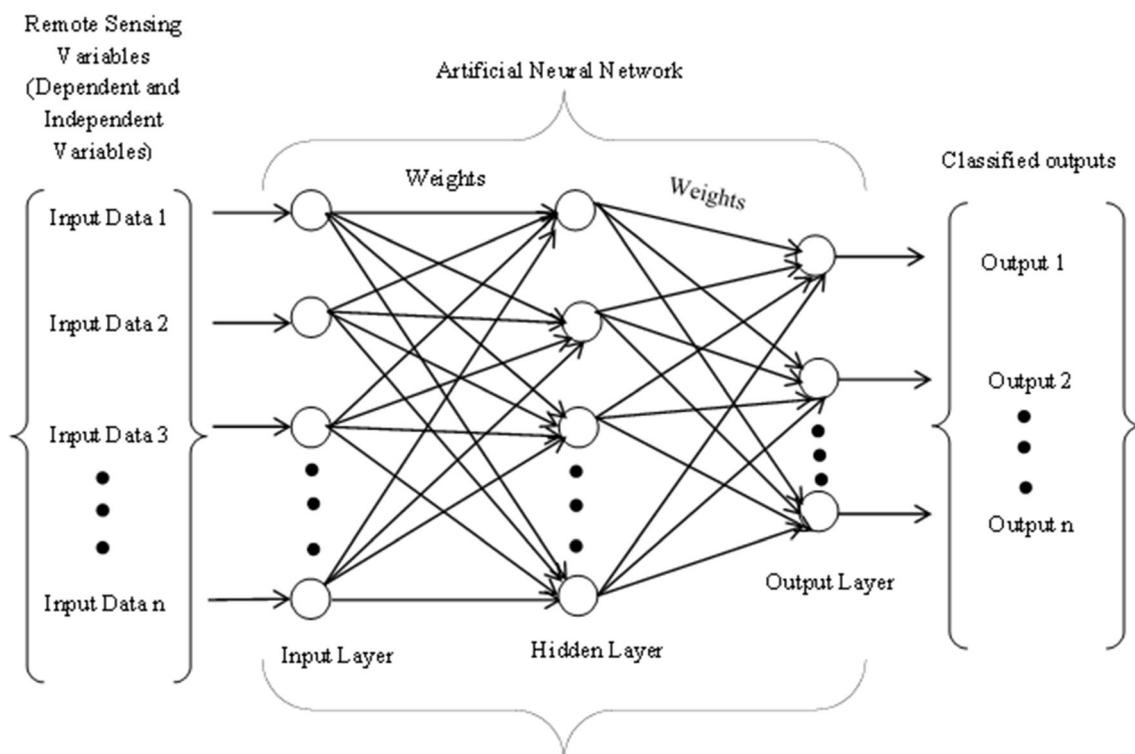 Remote Sensing
Variables
(Dependent and
Independent
Variables)
Artificial Neural Network
Classified outputs
Weights
Weights
Input Data 1
Input Data 2
Input Data 3
Input Data n
Output 1
Output 2
Output n
Input Layer
Hidden Layer
Output Layer